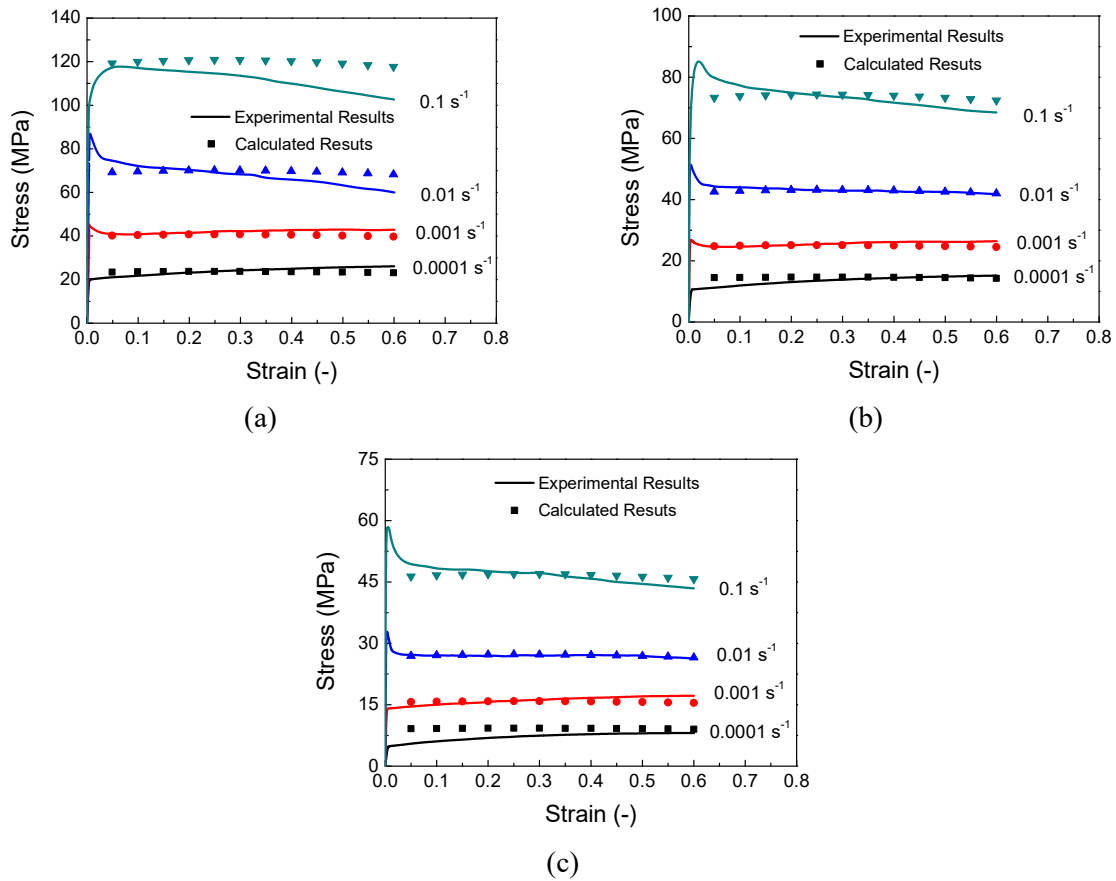 140
120
100
80
60
40
20
0
Stress (MPa)
Experimental Results
Calculated Resuts
0.1 s-1
0.01 s-1
0.001 s-1
0.0001 s-1
0.0 0.1 0.2 0.3 0.4 0.5 0.6 0.7 0.8
Strain (-)
(a)
100
80
60
40
20
0
Stress (MPa)
Experimental Results
Calculated Resuts
0.1 s-1
0.01 s-1
0.001 s-1
0.0001 s-1
0.0 0.1 0.2 0.3 0.4 0.5 0.6 0.7 0.8
Strain (-)
(b)
75
60
45
30
15
0
Stress (MPa)
Experimental Results
Calculated Resuts
0.1 s-1
0.01 s-1
0.001 s-1
0.0001 s-1
0.0 0.1 0.2 0.3 0.4 0.5 0.6 0.7 0.8
Strain (-)
(c)